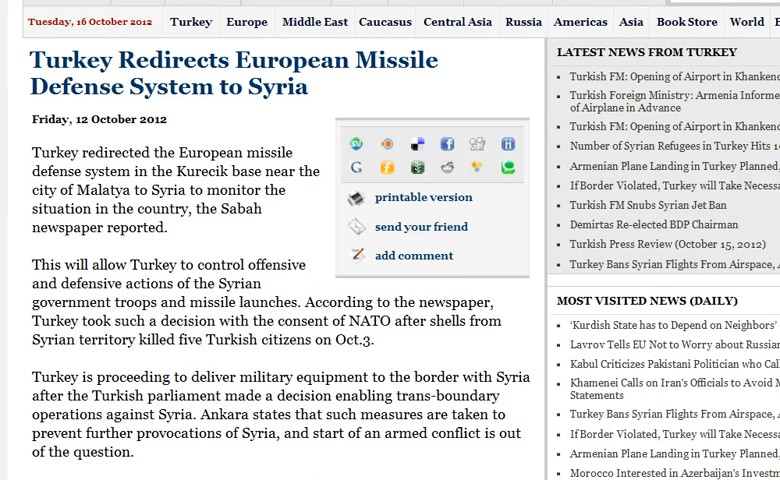 Tuesday, 16 October 2012
Turkey Europe Middle East Caucasus Central Asia Russia Americas Asia Book Store World
Turkey Redirects European Missile
Defense System to Syria
Friday, 12 October 2012
Turkey redirected the European missile
defense system in the Kurecik base near the
city of Malatya to Syria to monitor the
situation in the country, the Sabah
newspaper reported.
printable version
send your friend
add comment
This will allow Turkey to control offensive
and defensive actions of the Syrian
government troops and missile launches. According to the newspaper,
Turkey took such a decision with the consent of NATO after shells from
Syrian territory killed five Turkish citizens on Oct.3.
Turkey is proceeding to deliver military equipment to the border with Syria
after the Turkish parliament made a decision enabling trans-boundary
operations against Syria. Ankara states that such measures are taken to
prevent further provocations of Syria, and start of an armed conflict is out
of the question.
LATEST NEWS FROM TURKEY
Turkish FM: Opening of Airport in Khanken
Turkish Foreign Ministry: Armenia Informe
of Airplane in Advance
Turkish FM: Opening of Airport in Khanken
Number of Syrian Refugees in Turkey Hits 1
Armenian Plane Landing in Turkey Planned,
If Border Violated, Turkey will Take Necess
Turkish FM Snubs Syrian Jet Ban
Demirtas Re-elected BDP Chairman
Turkish Press Review (October 15, 2012)
Turkey Bans Syrian Flights From Airspace,
MOST VISITED NEWS (DAILY)
'Kurdish State has to Depend on Neighbors'
Lavrov Tells EU Not to Worry about Russian
Kabul Criticizes Pakistani Politician who Cal
Khamenei Calls on Iran's Officials to Avoid M
Statements
Turkey Bans Syrian Flights From Airspace,
If Border Violated, Turkey will Take Necess
Armenian Plane Landing in Turkey Planned,
Morocco Interested in Azerbaijan's Investm